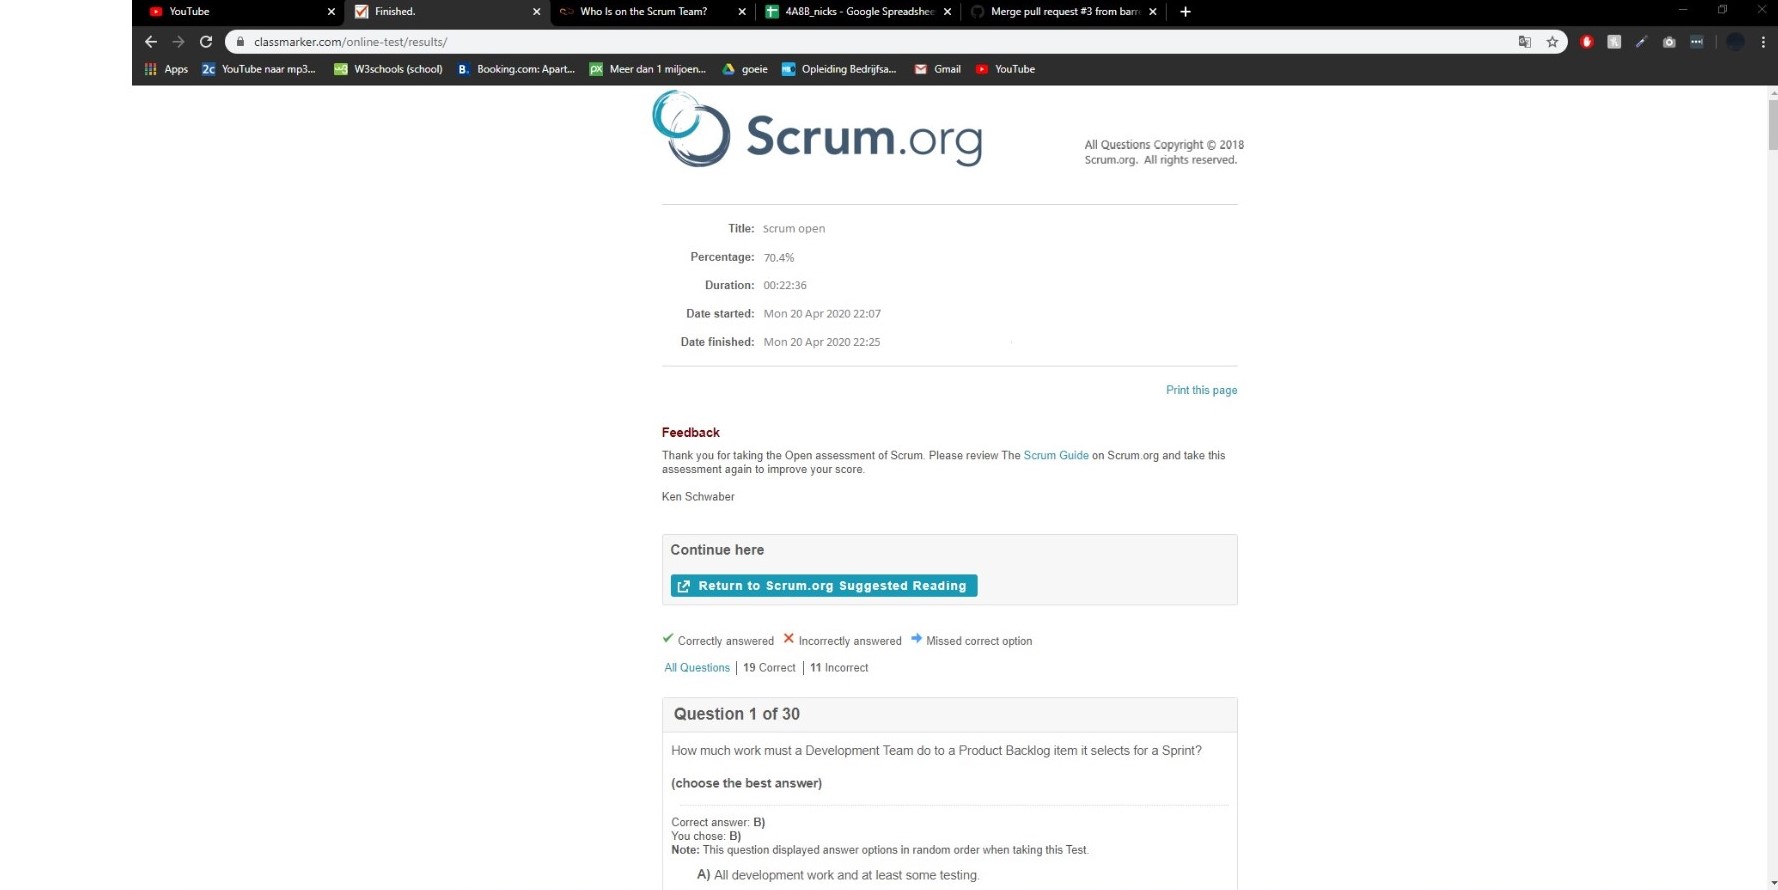 YouTube
Finished.
Who Is on the Scrum Team?
4A8B_nicks - Google Spreadshee
Merge pull request #3 from barr
classmarker.com/online-test/results/
Apps
2c YouTube naar mp3...
W3schools (school)
B. Booking.com: Apart...
px Meer dan 1 miljoen...
goeie
Opleiding Bedrijfsa...
Gmail
YouTube
Scrum.org
All Questions Copyright © 2018
Scrum.org. All rights reserved.
Title: Scrum open
Percentage: 70.4%
Duration: 00:22:36
Date started: Mon 20 Apr 2020 22:07
Date finished: Mon 20 Apr 2020 22:25
Print this page
Feedback
Thank you for taking the Open assessment of Scrum. Please review The Scrum Guide on Scrum.org and take this
assessment again to improve your score.
Ken Schwaber
Continue here
Return to Scrum.org Suggested Reading
Correctly answered Incorrectly answered Missed correct option
All Questions | 19 Correct | 11 Incorrect
Question 1 of 30
How much work must a Development Team do to a Product Backlog item it selects for a Sprint?
(choose the best answer)
Correct answer: B)
You chose: B)
Note: This question displayed answer options in random order when taking this Test.
A) All development work and at least some testing.